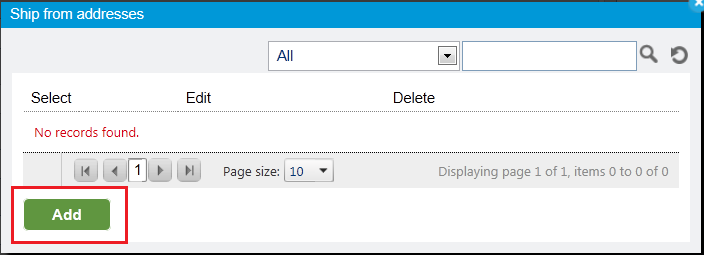 Ship from addresses
All
Select Edit Delete
No records found.
1 Page size: 10 Displaying page 1 of 1, items 0 to 0 of 0
Add